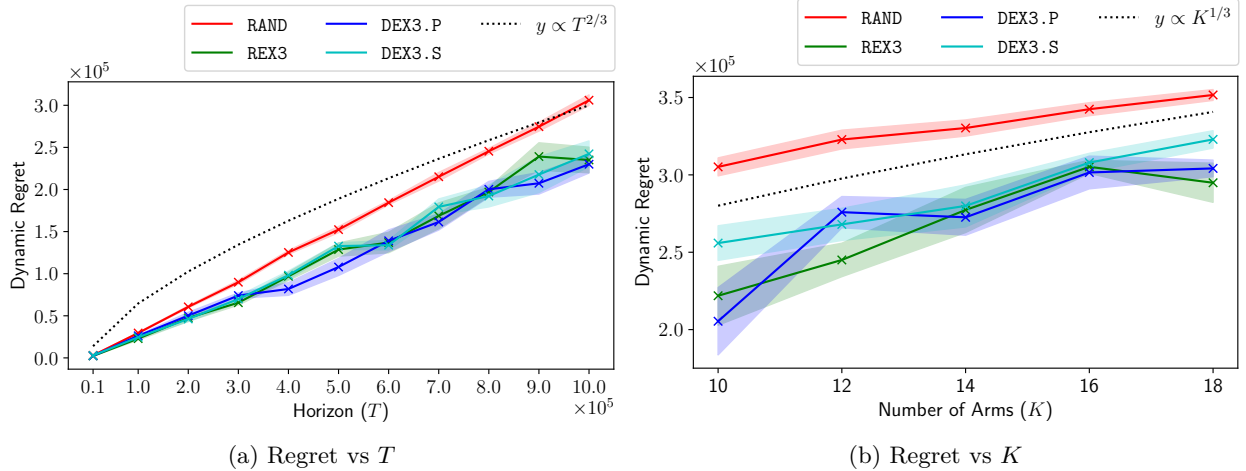 RAND
REX3
DEX3.P
DEX3.S
y ∝ T^{2/3}
×10^5
3.0
2.5
2.0
1.5
1.0
0.5
0.0
Dynamic Regret
0.1 1.0 2.0 3.0 4.0 5.0 6.0 7.0 8.0 9.0 10.0
×10^5
Horizon (T)
(a) Regret vs T
RAND
REX3
DEX3.P
DEX3.S
y ∝ K^{1/3}
×10^5
3.5
3.0
2.5
2.0
Dynamic Regret
10 12 14 16 18
Number of Arms (K)
(b) Regret vs K